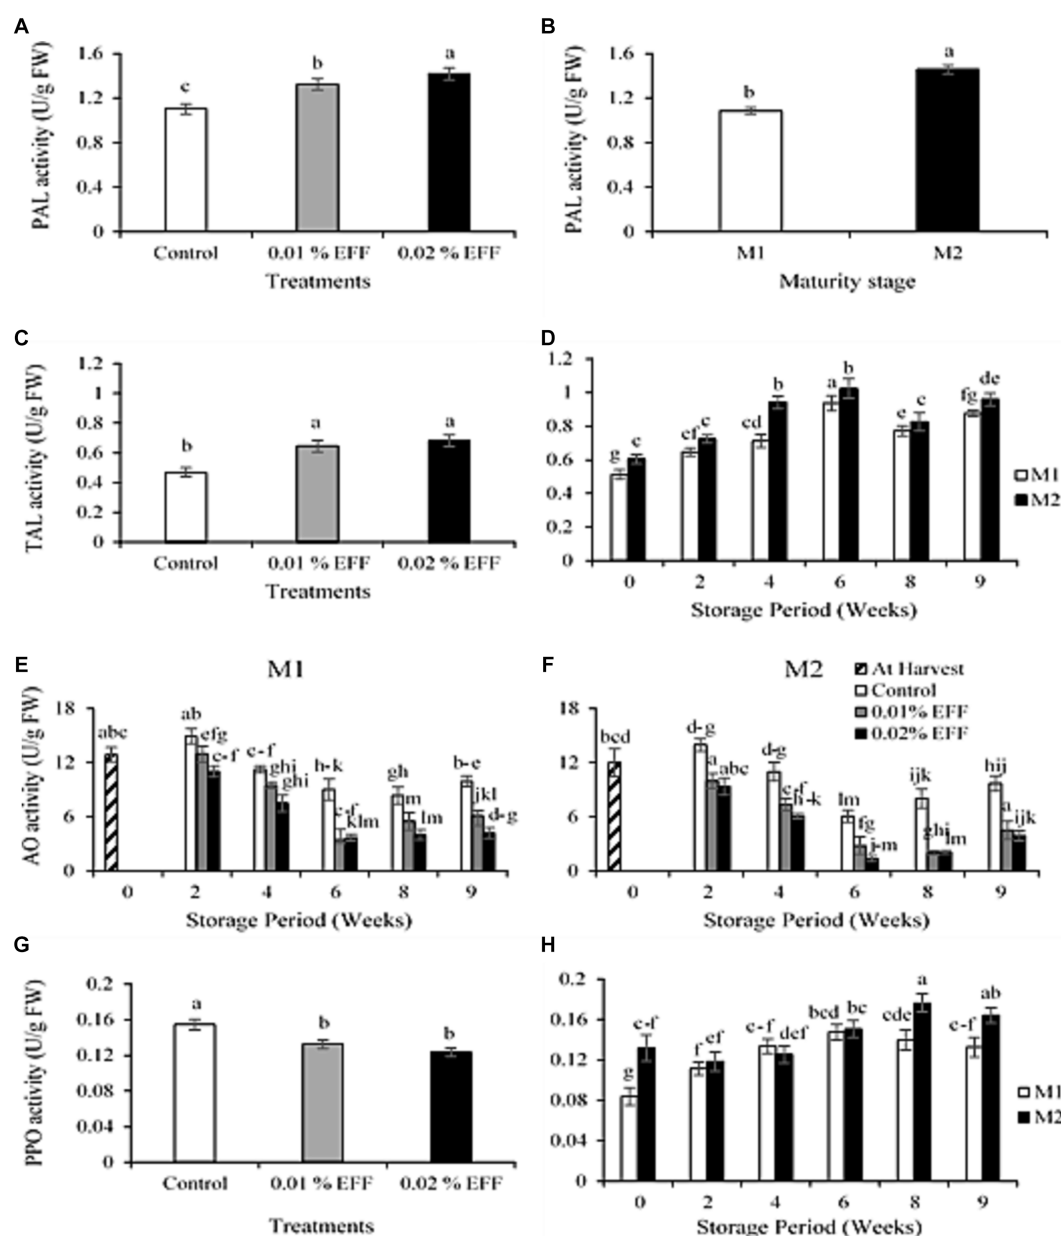 A
PAL activity (U/g FW)
1.6
1.2
0.8
0.4
0
c
b
a
Control
0.01 % EFF
0.02 % EFF
Treatments
B
PAL activity (U/g FW)
1.6
1.2
0.8
0.4
0
b
a
M1
M2
Maturity stage
C
TAL activity (U/g FW)
1.2
1
0.8
0.6
0.4
0.2
0
b
a
a
Control
0.01 % EFF
0.02 % EFF
Treatments
D
1.2
1
0.8
0.6
0.4
0.2
0
g
e
ef
c
cd
b
a
b
e
c
fg
de
M1
M2
0 2 4 6 8 9
Storage Period (Weeks)
E
M1
AO activity (U/g FW)
18
12
6
0
abc
ab
efg
c-f
c-f
ghi
ghi
h-k
c-f
klm
gh
m
lm
b-e
jkl
d-g
0 2 4 6 8 9
Storage Period (Weeks)
F
M2
At Harvest
Control
0.01% EFF
0.02% EFF
18
12
6
0
bcd
d-g
a
abc
d-g
c-f
h-k
lm
fg
j-m
ijk
ghi
lm
hij
a
ijk
0 2 4 6 8 9
Storage Period (Weeks)
G
PPO activity (U/g FW)
0.2
0.16
0.12
0.08
0.04
0
a
b
b
Control
0.01 % EFF
0.02 % EFF
Treatments
H
0.2
0.16
0.12
0.08
0.04
0
g
c-f
f
ef
c-f
def
bcd
bc
cde
a
c-f
ab
M1
M2
0 2 4 6 8 9
Storage Period (Weeks)